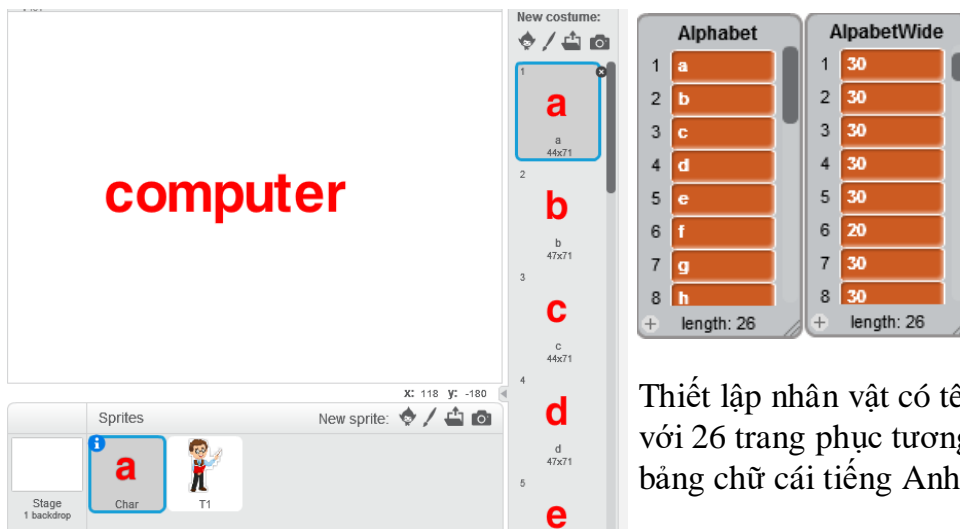 computer
X: 118 y: -180
Sprites
New sprite:
Stage
1 backdrop
Char
T1
New costume:
1
a
a
44x71
2
b
b
47x71
3
c
c
44x71
4
d
d
47x71
5
e
a
Alphabet
1 a
2 b
3 c
4 d
5 e
6 f
7 g
8 h
+ length: 26
AlpabetWide
1 30
2 30
3 30
4 30
5 30
6 20
7 30
8 30
+ length: 26
Thiết lập nhân vật có
với 26 trang phục
bảng chữ cái tiếng Anh